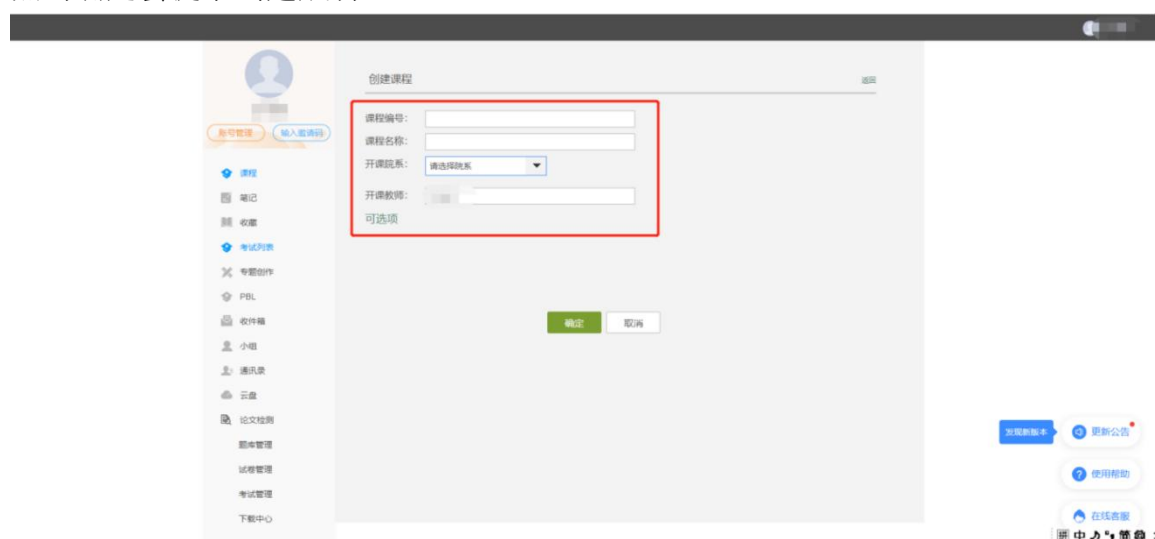 创建课程
返回
课程编号:
课程名称:
开课院系:
请选择院系
开课教师:
可选项
确定
取消
账号管理
输入邀请码
课程
笔记
收藏
考试列表
专题创作
PBL
收件箱
小组
通讯录
云盘
论文检测
题库管理
试卷管理
考试管理
下载中心
发现新版本
更新公告
使用帮助
在线客服
拼 中 简